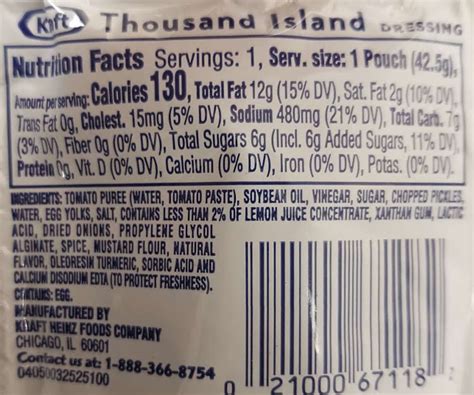 Kraft Thousand Island DRESSING
Nutrition Facts Servings: 1, Serv. size: 1 Pouch (42.5g),
Amount per serving: Calories 130, Total Fat 12g (15% DV), Sat. Fat 2g (10% DV),
Trans Fat 0g, Cholest. 15mg (5% DV), Sodium 480mg (21% DV), Total Carb. 7g
(3% DV), Fiber 0g (0% DV), Total Sugars 6g (Incl. 6g Added Sugars, 11% DV),
Protein 0g, Vit. D (0% DV), Calcium (0% DV), Iron (0% DV), Potas. (0% DV).
INGREDIENTS: TOMATO PUREE (WATER, TOMATO PASTE), SOYBEAN OIL, VINEGAR, SUGAR, CHOPPED PICKLES,
WATER, EGG YOLKS, SALT, CONTAINS LESS THAN 2% OF LEMON JUICE CONCENTRATE, XANTHAN GUM, LACTIC
ACID, DRIED ONIONS, PROPYLENE GLYCOL
ALGINATE, SPICE, MUSTARD FLOUR, NATURAL
FLAVOR, OLEORESIN TURMERIC, SORBIC ACID AND
CALCIUM DISODIUM EDTA (TO PROTECT FRESHNESS).
CONTAINS: EGG.
MANUFACTURED BY
KRAFT HEINZ FOODS COMPANY
CHICAGO, IL 60601
Contact us at: 1-888-366-8754
04050032525100
0 21000 67118 2